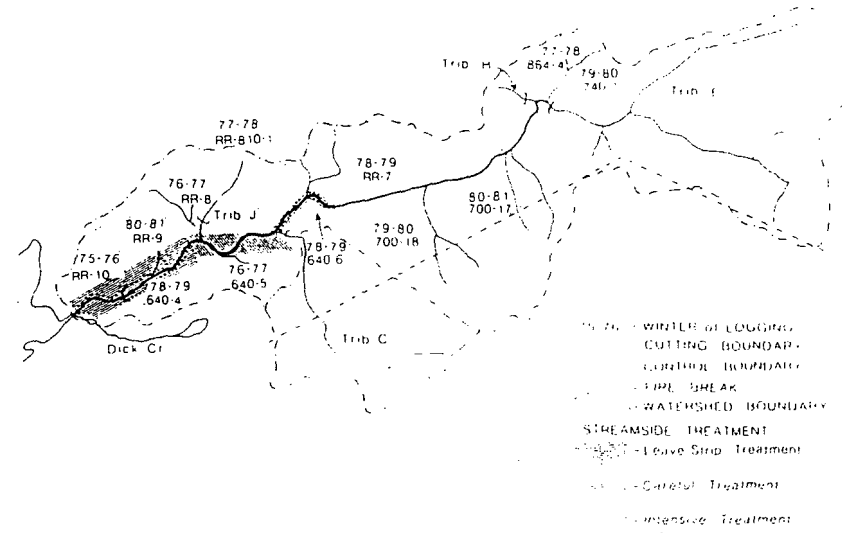 77-78
864-4
Trib H
79-80
740-
Trib E
77-78
RR-810-1
78-79
RR-7
76-77
RR-8
Trib J
80-81
700-17
80-81
RR-9
79-80
700-18
78-79
640-6
75-76
RR-10
76-77
640-5
78-79
640-4
Dick Cr
Trib C
WINTER of LOGGING
CUTTING BOUNDARY
CONTROL BOUNDARY
FIRE BREAK
WATERSHED BOUNDARY
STREAMSIDE TREATMENT
- Leave Strip Treatment
- Careful Treatment
- Intensive Treatment